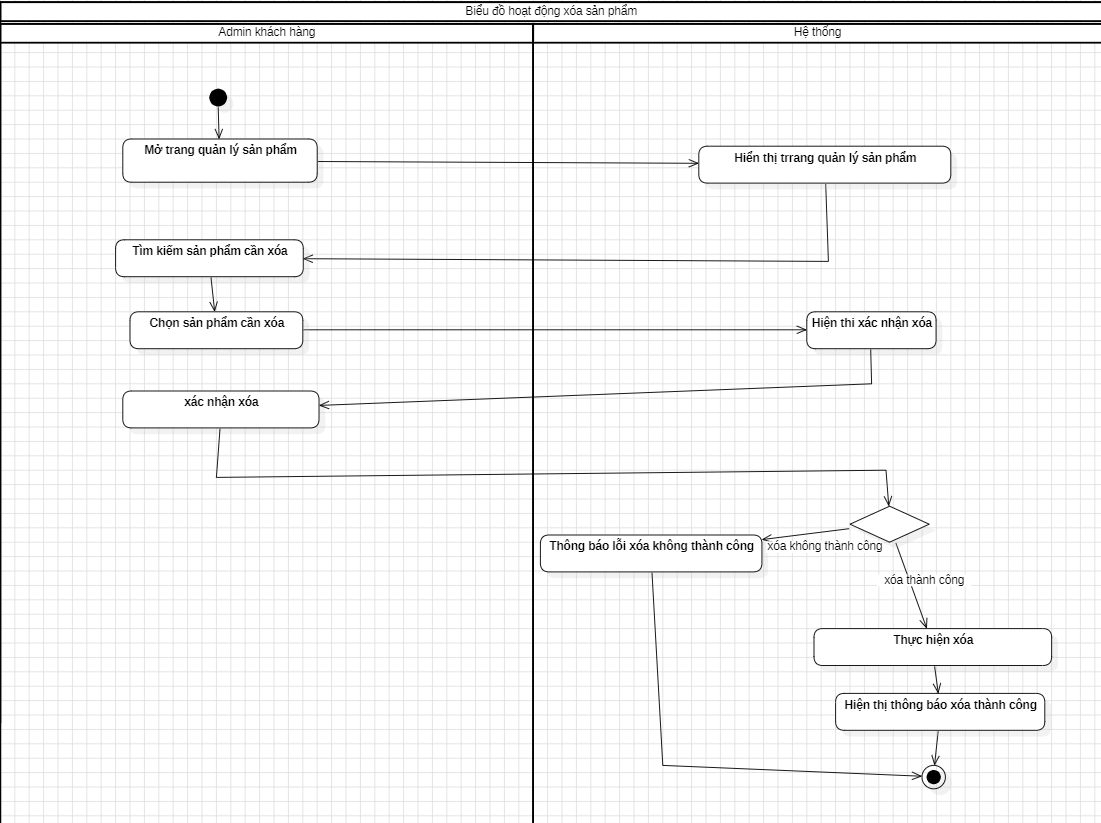 Biểu đồ hoạt động xóa sản phẩm
Admin khách hàng
Hệ thống
Mở trang quản lý sản phẩm
Hiển thị trrang quản lý sản phẩm
Tìm kiếm sản phẩm cần xóa
Chọn sản phẩm cần xóa
Hiện thi xác nhận xóa
xác nhận xóa
Thông báo lỗi xóa không thành công
xóa không thành công
xóa thành công
Thực hiện xóa
Hiện thị thông báo xóa thành công